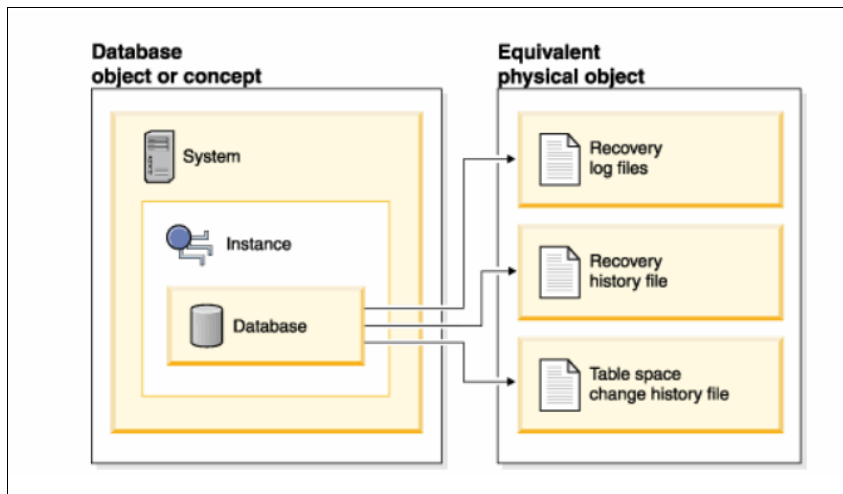 Database
object or concept
Equivalent
physical object
System
Instance
Database
Recovery
log files
Recovery
history file
Table space
change history file